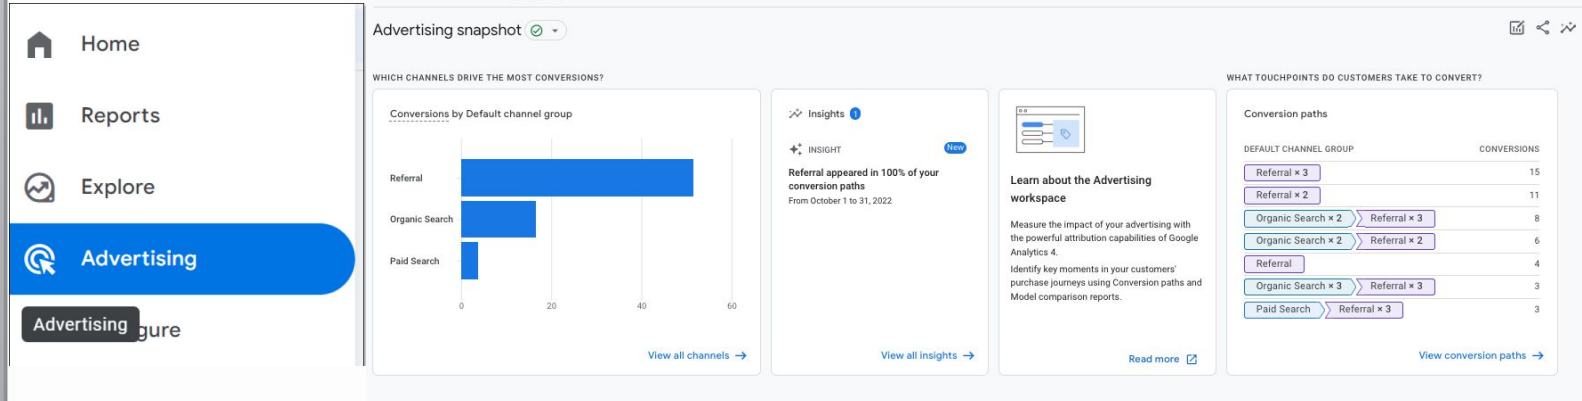 Home
Reports
Explore
Advertising
Advertising
gure
Advertising snapshot
WHICH CHANNELS DRIVE THE MOST CONVERSIONS?
Conversions by Default channel group
Referral
Organic Search
Paid Search
0 20 40 60
View all channels
Insights 1
INSIGHT New
Referral appeared in 100% of your
conversion paths
From October 1 to 31, 2022
View all insights
Learn about the Advertising
workspace
Measure the impact of your advertising with
the powerful attribution capabilities of Google
Analytics 4.
Identify key moments in your customers'
purchase journeys using Conversion paths and
Model comparison reports.
Read more
WHAT TOUCHPOINTS DO CUSTOMERS TAKE TO CONVERT?
Conversion paths
DEFAULT CHANNEL GROUP CONVERSIONS
Referral × 3 15
Referral × 2 11
Organic Search × 2 Referral × 3 8
Organic Search × 2 Referral × 2 6
Referral 4
Organic Search × 3 Referral × 3 3
Paid Search Referral × 3 3
View conversion paths